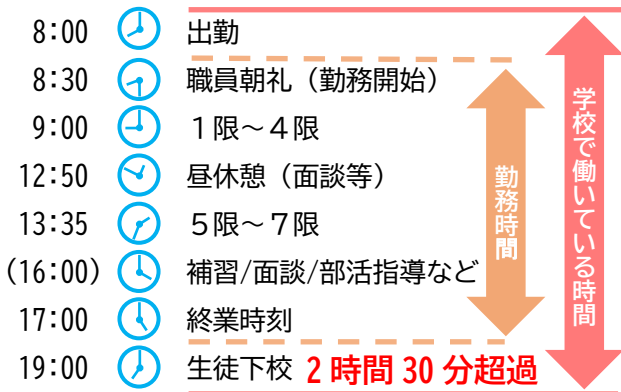 8:00 出勤
8:30 職員朝礼（勤務開始）
9:00 １限～４限
12:50 昼休憩（面談等）
13:35 ５限～７限
(16:00) 補習/面談/部活指導など
17:00 終業時刻
19:00 生徒下校 2時間30分超過
勤務時間
学校で働いている時間